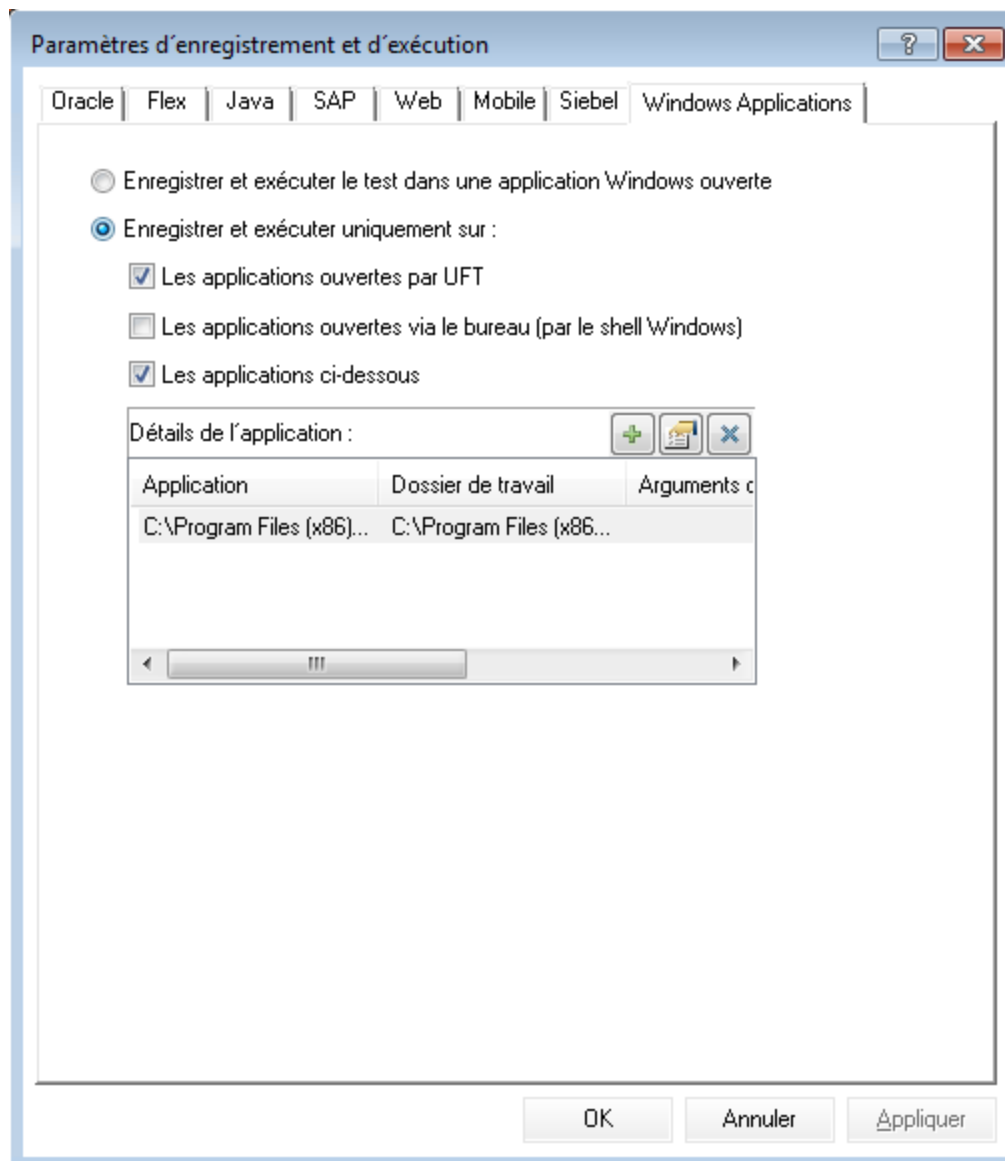 Paramètres d´enregistrement et d´exécution
Oracle Flex Java SAP Web Mobile Siebel Windows Applications
Enregistrer et exécuter le test dans une application Windows ouverte
Enregistrer et exécuter uniquement sur :
Les applications ouvertes par UFT
Les applications ouvertes via le bureau (par le shell Windows)
Les applications ci-dessous
Détails de l´application :
Application Dossier de travail Arguments
C:\Program Files (x86)... C:\Program Files (x86...
OK Annuler Appliquer